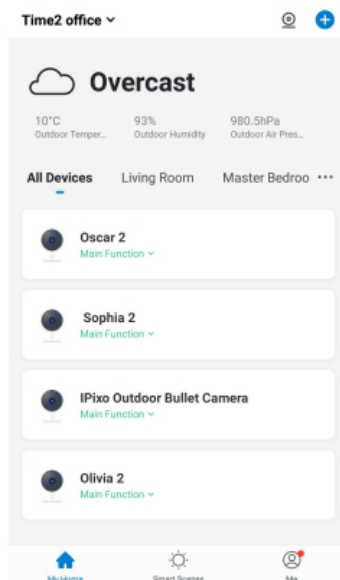 Time2 office
Overcast
10°C 93% 980.5hPa
Outdoor Temper... Outdoor Humidity Outdoor Air Pres...
All Devices Living Room Master Bedroo ...
Oscar 2
Main Function
Sophia 2
Main Function
IPixo Outdoor Bullet Camera
Main Function
Olivia 2
Main Function
My Home Smart Scenes Me